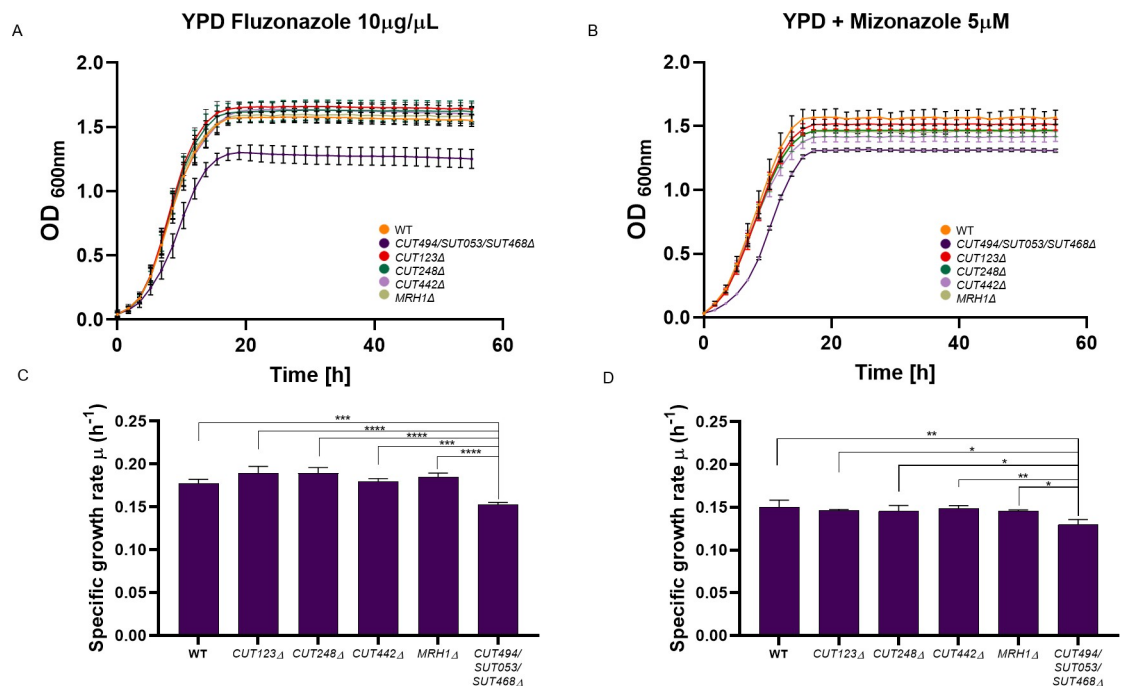 A
YPD Fluzonazole 10μg/μL
2.0
1.5
1.0
0.5
0.0
OD 600nm
WT
CUT494/SUT053/SUT468Δ
CUT123Δ
CUT248Δ
CUT442Δ
MRH1Δ
0 20 40 60
Time [h]
B
YPD + Mizonazole 5μM
2.0
1.5
1.0
0.5
0.0
OD 600nm
WT
CUT494/SUT053/SUT468Δ
CUT123Δ
CUT248Δ
CUT442Δ
MRH1Δ
0 20 40 60
Time [h]
C
Specific growth rate μ (h-1)
0.25
0.20
0.15
0.10
0.05
0.00
***
****
****
***
****
WT CUT123Δ CUT248Δ CUT442Δ MRH1Δ CUT494/
SUT053/
SUT468Δ
D
Specific growth rate μ (h-1)
0.25
0.20
0.15
0.10
0.05
0.00
**
*
*
**
*
WT CUT123Δ CUT248Δ CUT442Δ MRH1Δ CUT494/
SUT053/
SUT468Δ